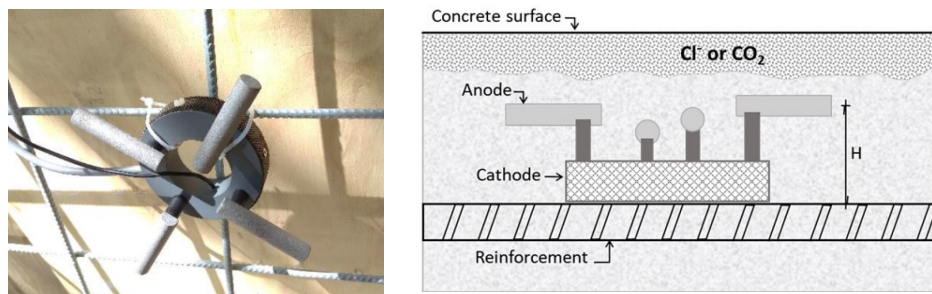 Concrete surface
Cl⁻ or CO₂
Anode
H
Cathode
Reinforcement